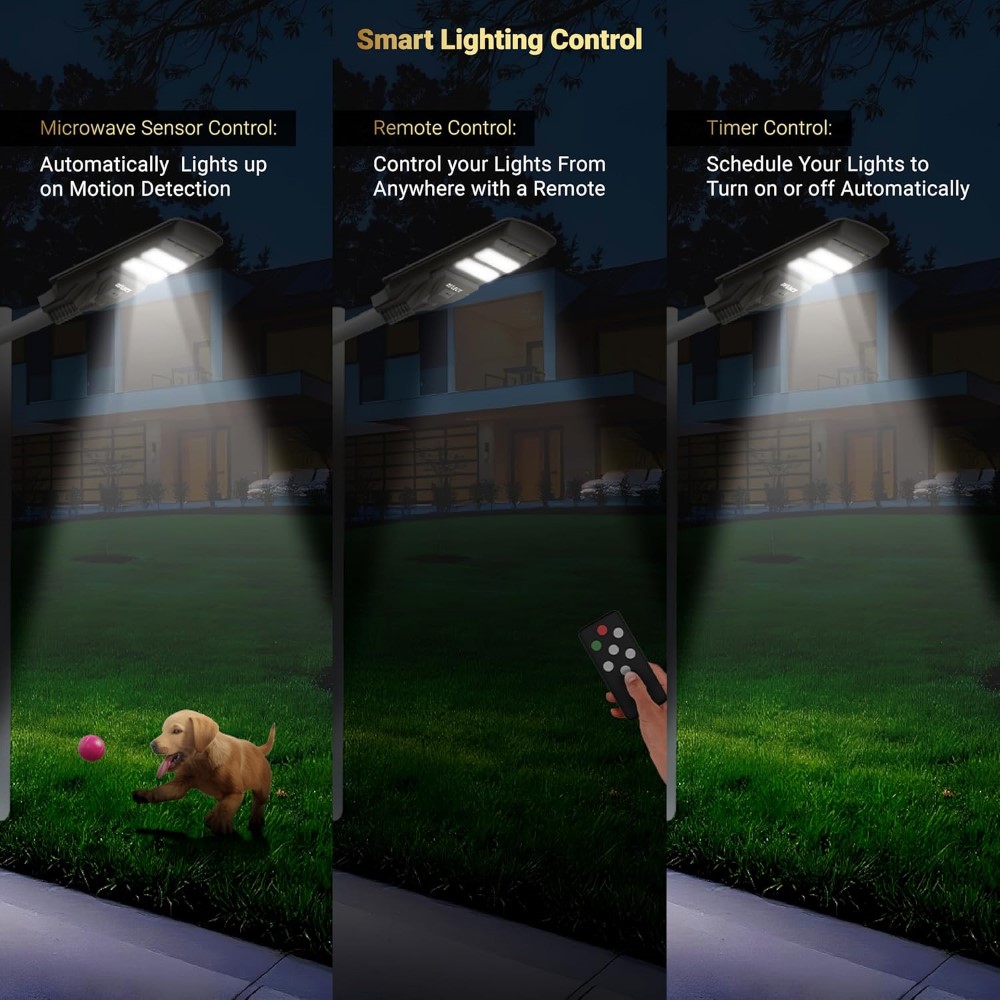 Smart Lighting Control
Microwave Sensor Control:
Automatically Lights up
on Motion Detection
Remote Control:
Control your Lights From
Anywhere with a Remote
Timer Control:
Schedule Your Lights to
Turn on or off Automatically